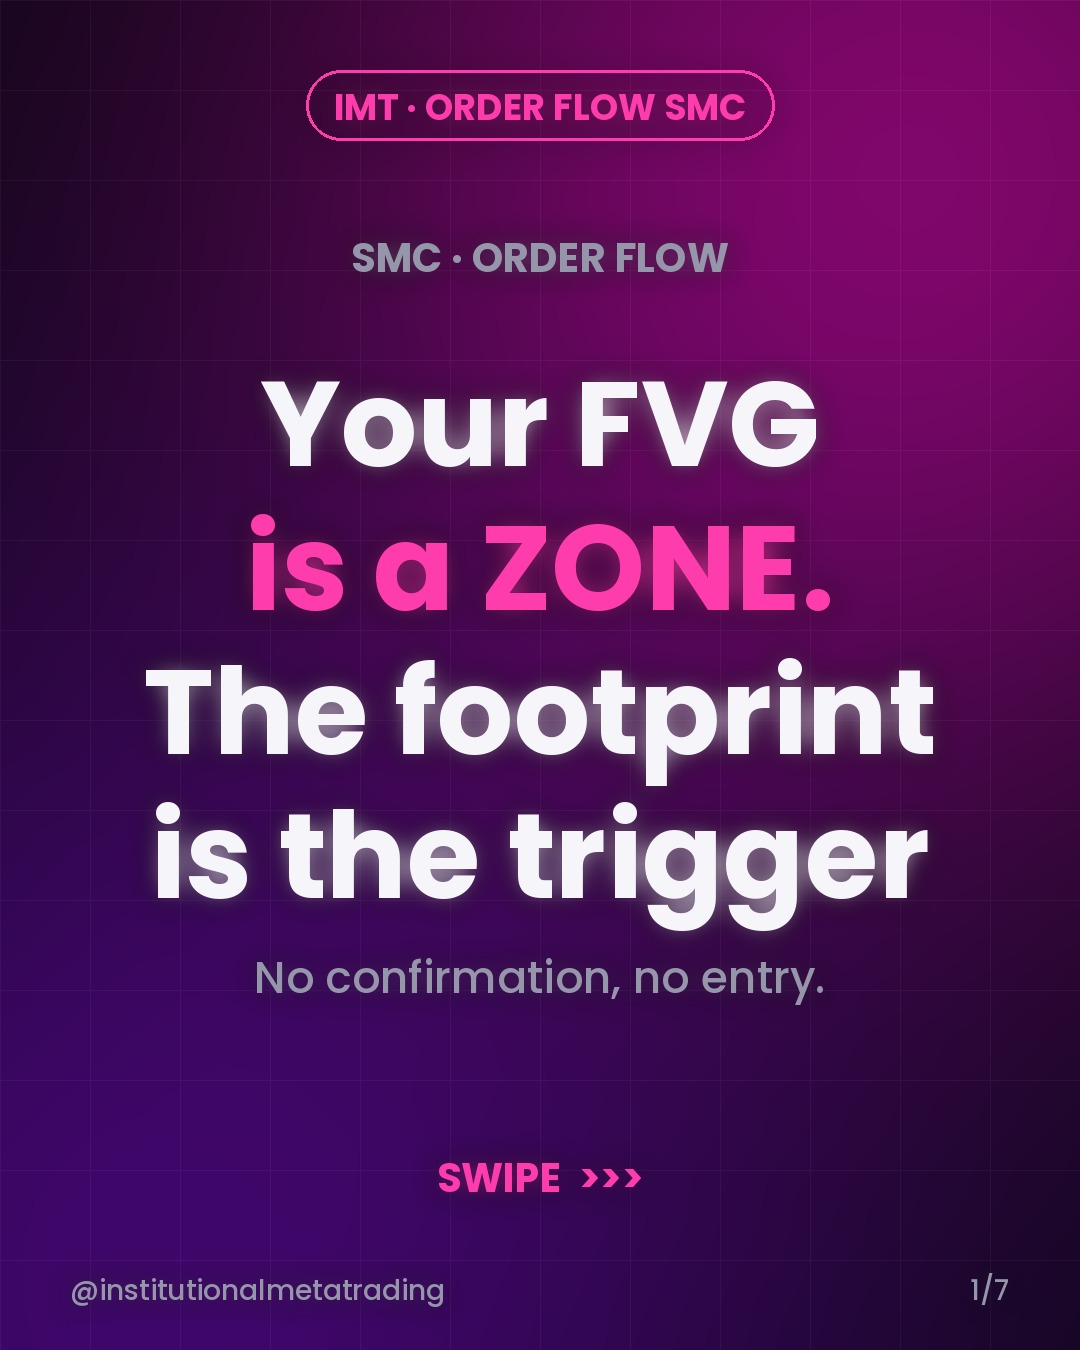 IMT · ORDER FLOW SMC
SMC · ORDER FLOW
Your FVG
is a ZONE.
The footprint
is the trigger
No confirmation, no entry.
SWIPE >>>
@institutionalmetatrading
1/7